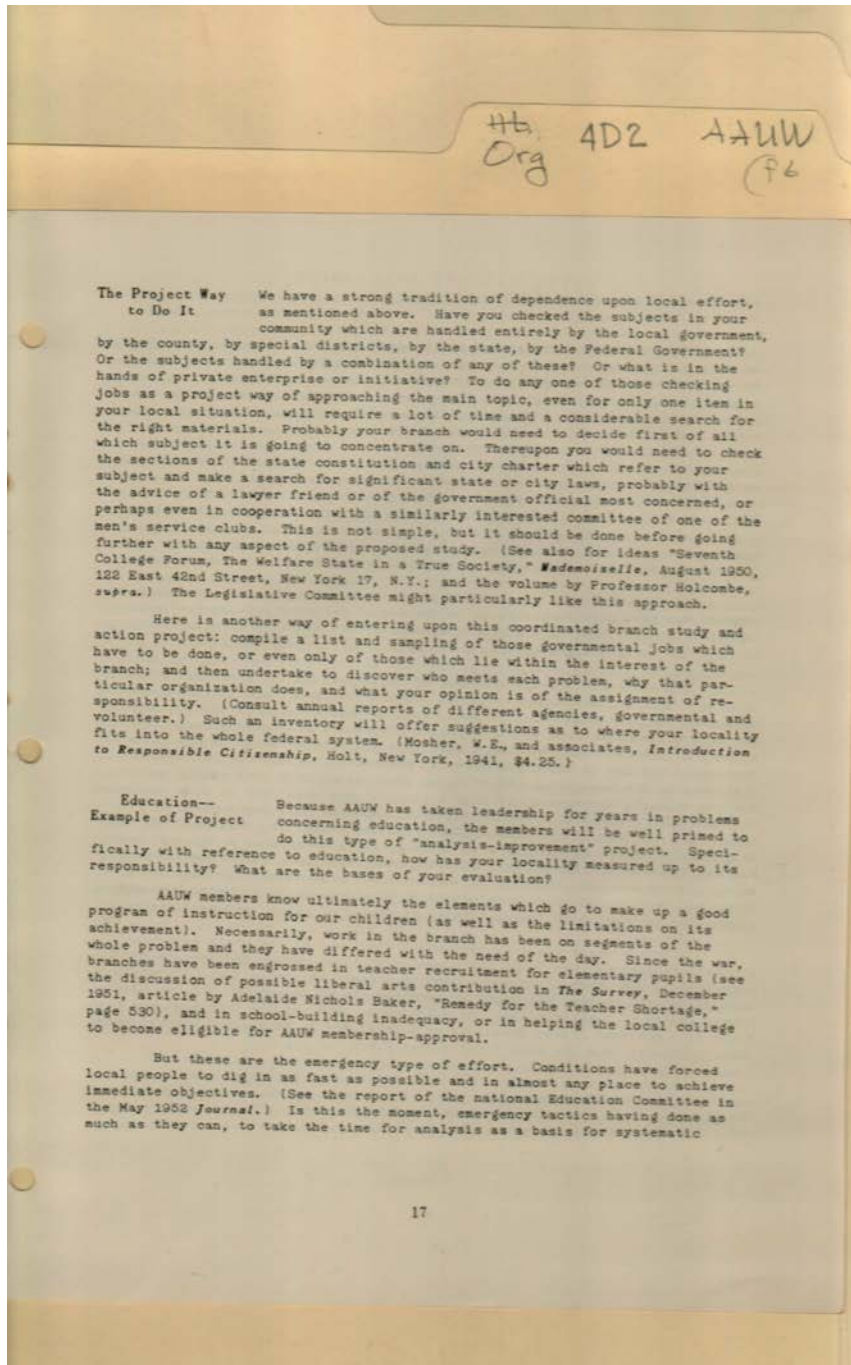 Org 4D2 AAUW
The Project Way
to Do It
We have a strong tradition of dependence upon local effort,
as mentioned above. Have you checked the subjects in your
community which are handled entirely by the local government,
by the county, by special districts, by the state, by the Federal Government?
Or the subjects handled by a combination of any of these? Or what is in the
hands of private enterprise or initiative? To do any one of those checking
jobs as a project way of approaching the main topic, even for only one item in
your local situation, will require a lot of time and a considerable search for
the right materials. Probably your branch would need to decide first of all
which subject it is going to concentrate on. Thereupon you would need to check
the sections of the state constitution and city charter which refer to your
subject and make a search for significant state or city laws, probably with
the advice of a lawyer friend or of the government official most concerned, or
perhaps even in cooperation with a similarly interested committee of one of the
men's service clubs. This is not simple, but it should be done before going
further with any aspect of the proposed study. (See also for ideas "Seventh
College Forum, The Welfare State in a True Society," Mademoiselle, August 1950,
122 East 42nd Street, New York 17, N.Y.; and the volume by Professor Holcombe,
supra.) The Legislative Committee might particularly like this approach.
Here is another way of entering upon this coordinated branch study and
action project: compile a list and sampling of those governmental jobs which
have to be done, or even only of those which lie within the interest of the
branch; and then undertake to discover who meets each problem, why that par-
ticular organization does, and what your opinion is of the assignment of re-
sponsibility. (Consult annual reports of different agencies, governmental and
volunteer.) Such an inventory will offer suggestions as to where your locality
fits into the whole federal system. (Mosher, W.E., and associates, Introduction
to Responsible Citizenship, Holt, New York, 1941, $4.25.)
Education--
Example of Project
Because AAUW has taken leadership for years in problems
concerning education, the members will be well primed to
do this type of "analysis-improvement" project. Speci-
fically with reference to education, how has your locality measured up to its
responsibility? What are the bases of your evaluation?
AAUW members know ultimately the elements which go to make up a good
program of instruction for our children (as well as the limitations on its
achievement). Necessarily, work in the branch has been on segments of the
whole problem and they have differed with the need of the day. Since the war,
branches have been engrossed in teacher recruitment for elementary pupils (see
the discussion of possible liberal arts contribution in The Survey, December
1951, article by Adelaide Nichols Baker, "Remedy for the Teacher Shortage,"
page 530), and in school-building inadequacy, or in helping the local college
to become eligible for AAUW membership-approval.
But these are the emergency type of effort. Conditions have forced
local people to dig in as fast as possible and in almost any place to achieve
immediate objectives. (See the report of the national Education Committee in
the May 1952 Journal.) Is this the moment, emergency tactics having done as
much as they can, to take the time for analysis as a basis for systematic
17